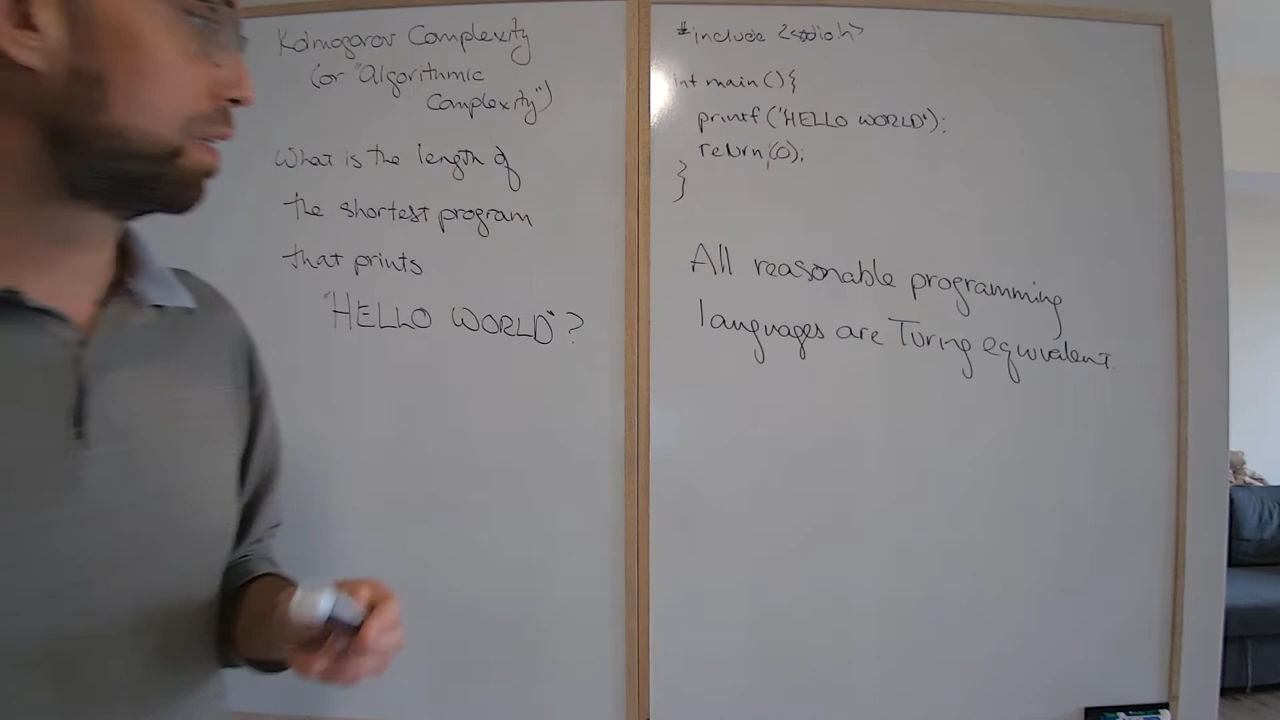 Kolmogorov Complexity
(or "Algorithmic
Complexity")
What is the length of
the shortest program
that prints
"HELLO WORLD"?
#include <stdio.h>
int main(){
printf("HELLO WORLD");
return(0);
}
All reasonable programming
languages are Turing equivalent.